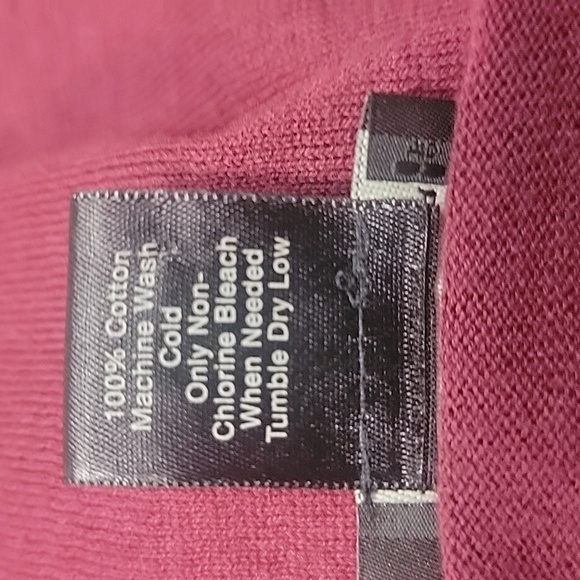 100% Cotton
Machine Wash
Cold
Only Non-
Chlorine Bleach
When Needed
Tumble Dry Low